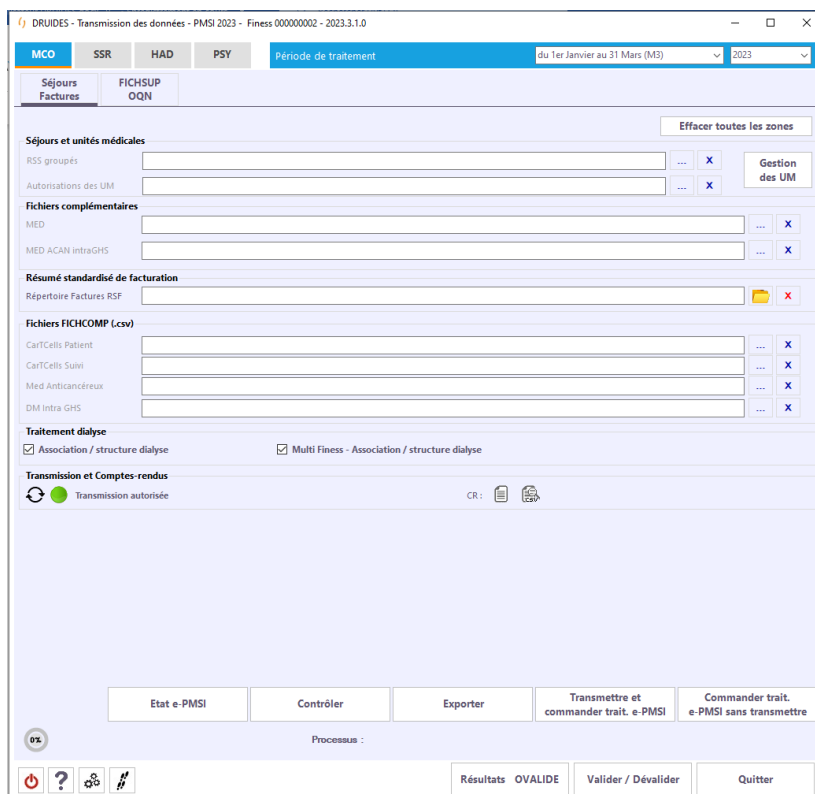 DRUIDES - Transmission des données - PMSI 2023 - Finess 000000002 - 2023.3.1.0
MCO
SSR
HAD
PSY
Période de traitement
du 1er Janvier au 31 Mars (M3)
2023
Séjours
Factures
FICHSUP
OQN
Effacer toutes les zones
Séjours et unités médicales
RSS groupés
... X
Gestion
des UM
Autorisations des UM
... X
Fichiers complémentaires
MED
... X
MED ACAN intraGHS
... X
Résumé standardisé de facturation
Répertoire Factures RSF
X
Fichiers FICHCOMP (.csv)
CarTCells Patient
... X
CarTCells Suivi
... X
Med Anticancéreux
... X
DM Intra GHS
... X
Traitement dialyse
Association / structure dialyse
Multi Finess - Association / structure dialyse
Transmission et Comptes-rendus
Transmission autorisée
CR :
CSV
Etat e-PMSI
Contrôler
Exporter
Transmettre et
commander trait. e-PMSI
Commander trait.
e-PMSI sans transmettre
0%
Processus :
?
Résultats OVALIDE
Valider / Dévalider
Quitter